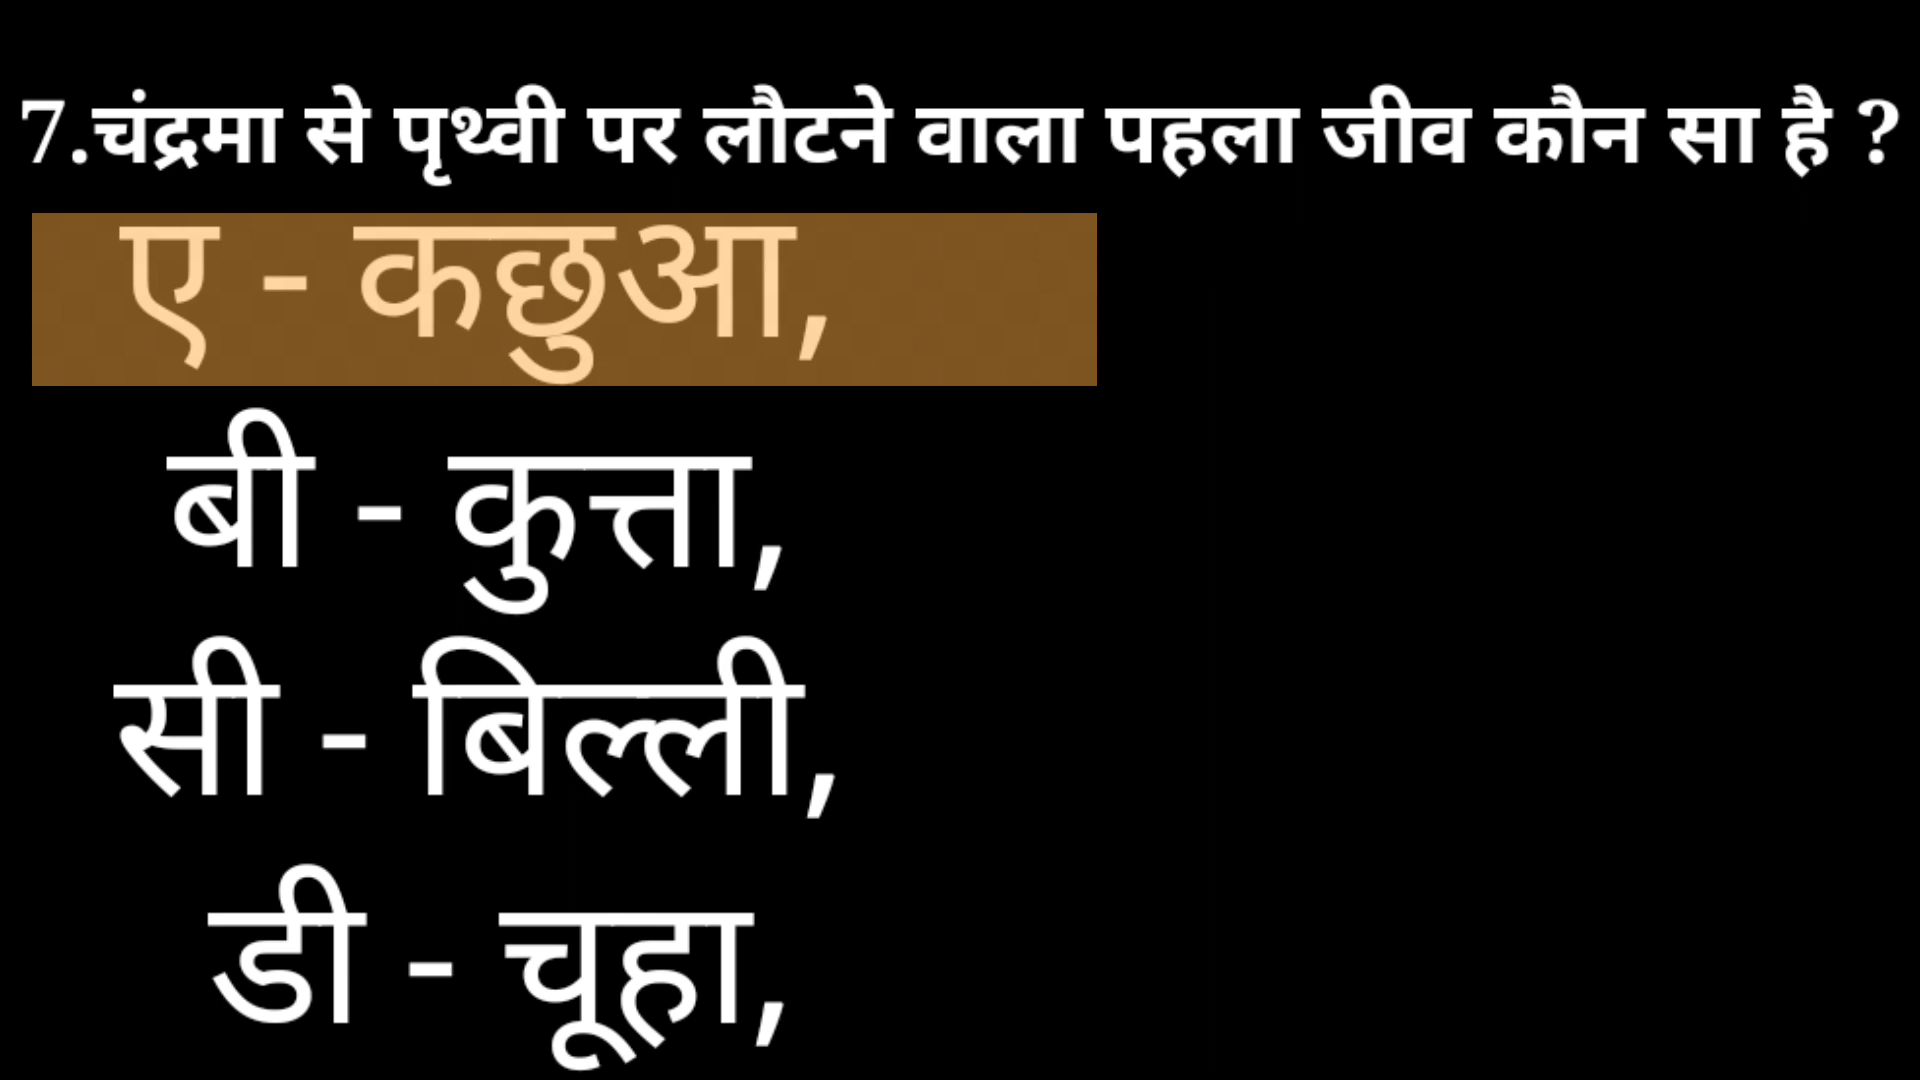 7.चंद्रमा से पृथ्वी पर लौटने वाला पहला जीव कौन सा है ?
ए - कछुआ,
बी - कुत्ता,
सी - बिल्ली,
डी - चूहा,